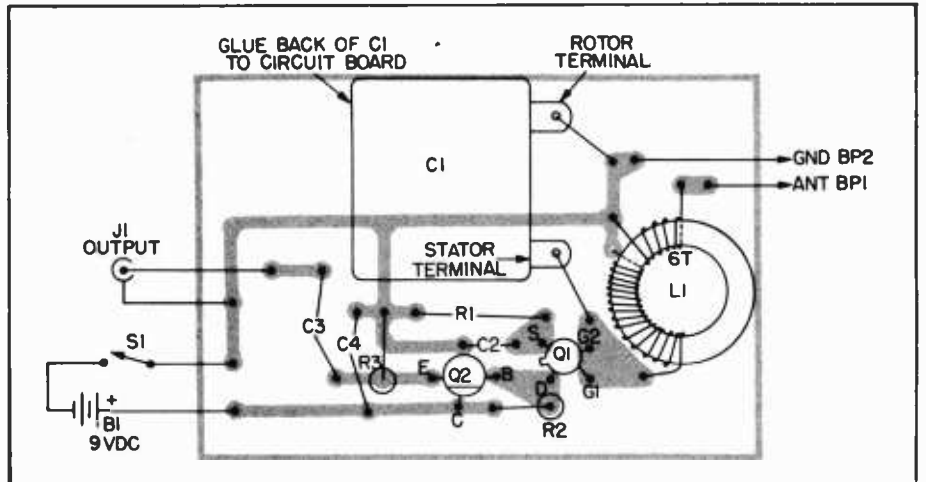 GLUE BACK OF C1
TO CIRCUIT BOARD
ROTOR
TERMINAL
C1
GND BP2
ANT BP1
J1
OUTPUT
STATOR
TERMINAL
6T
L1
S1
C3
C4
R1
R3
C2
S
Q1
G2
E
Q2
B
D
G1
C
R2
+
B1
9VDC